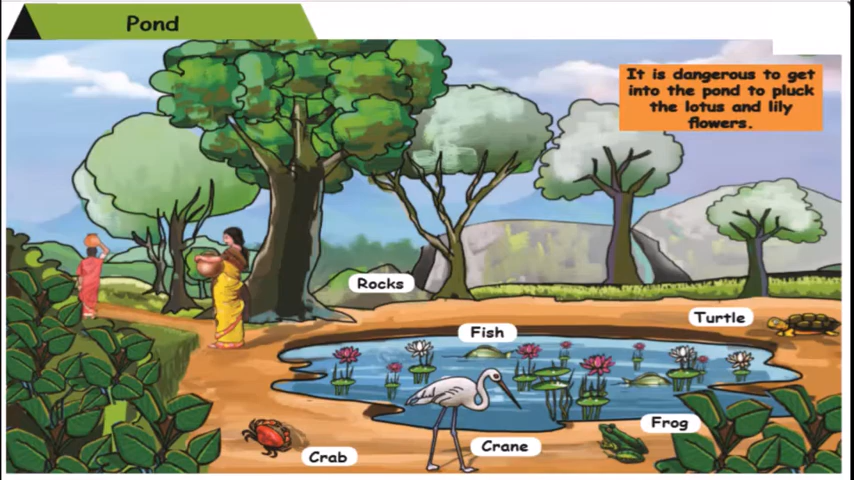 Pond
It is dangerous to get
into the pond to pluck
the lotus and lily
flowers.
Rocks
Turtle
Fish
Frog
Crane
Crab